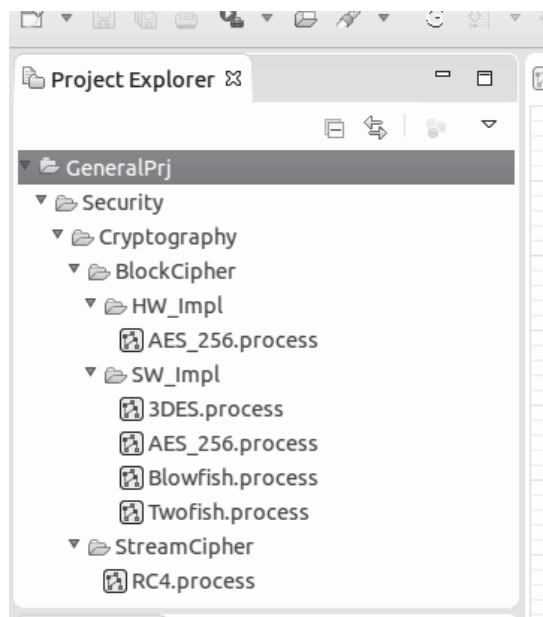 Project Explorer
GeneralPrj
Security
Cryptography
BlockCipher
HW_Impl
AES_256.process
SW_Impl
3DES.process
AES_256.process
Blowfish.process
Twofish.process
StreamCipher
RC4.process